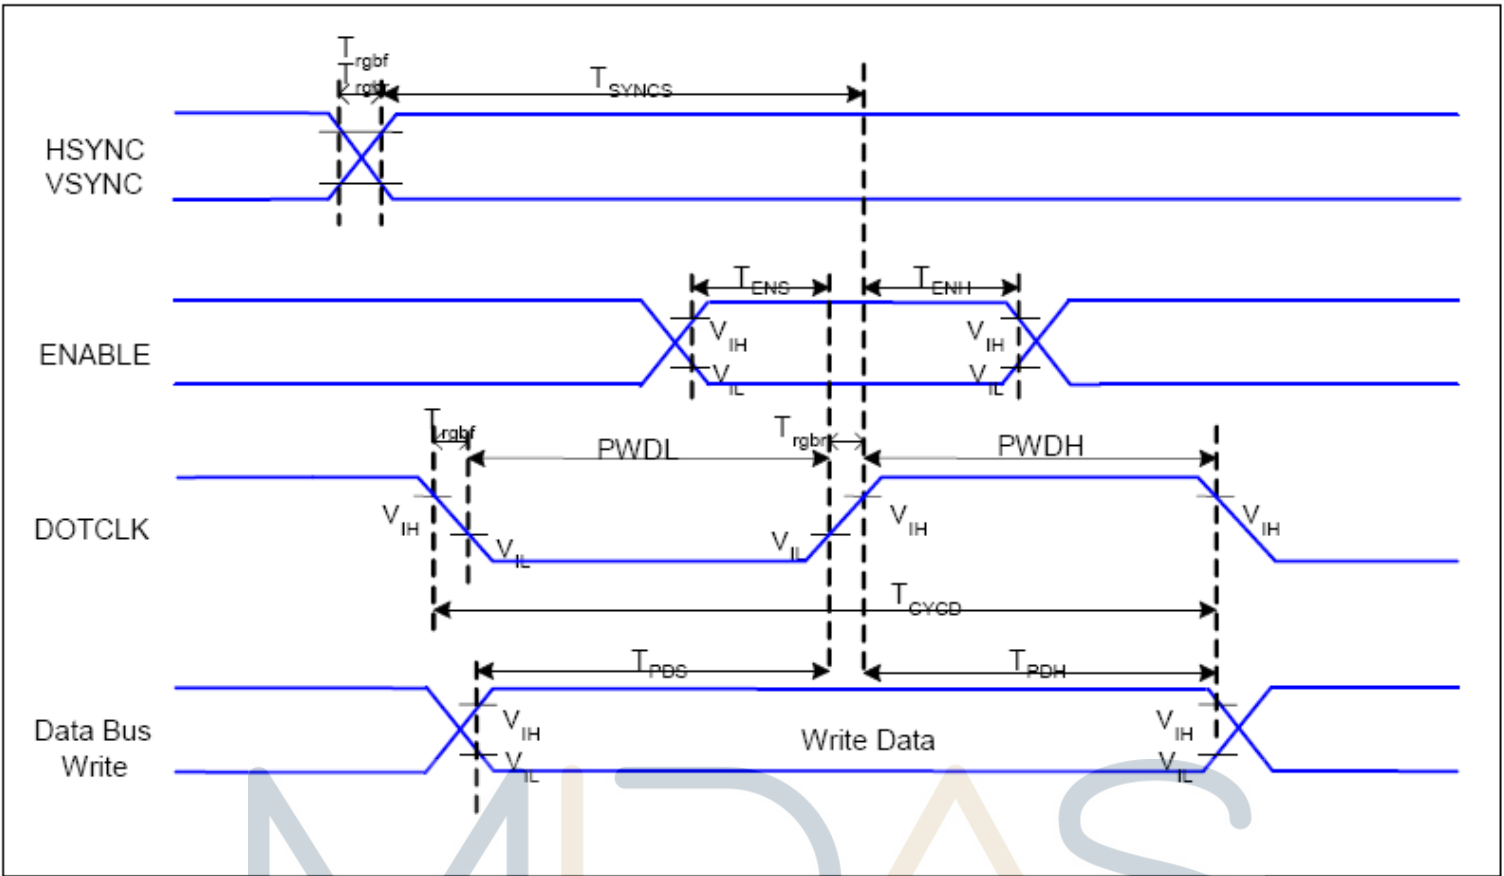 Trgbf
Trgbr
TSYNCS
HSYNC
VSYNC
TENS
TENH
VIH
VIH
ENABLE
VIL
VIL
Trgbf
PWDL
Trgbr
PWDH
VIH
VIH
VIH
DOTCLK
VIL
VIL
TCYCD
TPDS
TPDH
VIH
VIH
Data Bus
Write
Write Data
VIL
VIL
MIDAS